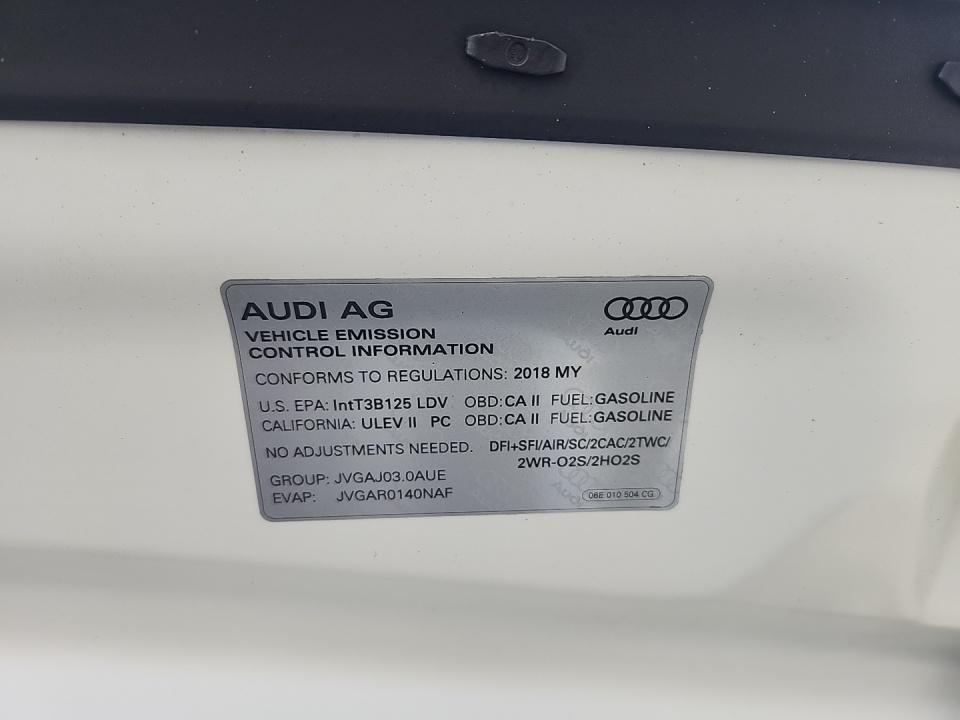 AUDI AG
Audi
VEHICLE EMISSION
CONTROL INFORMATION
CONFORMS TO REGULATIONS: 2018 MY
U.S. EPA: IntT3B125 LDV OBD:CA II FUEL:GASOLINE
CALIFORNIA: ULEV II PC OBD:CA II FUEL:GASOLINE
NO ADJUSTMENTS NEEDED. DFI+SFI/AIR/SC/2CAC/2TWC/
2WR-O2S/2HO2S
GROUP: JVGAJ03.0AUE
EVAP: JVGAR0140NAF
06E 010 504 CG